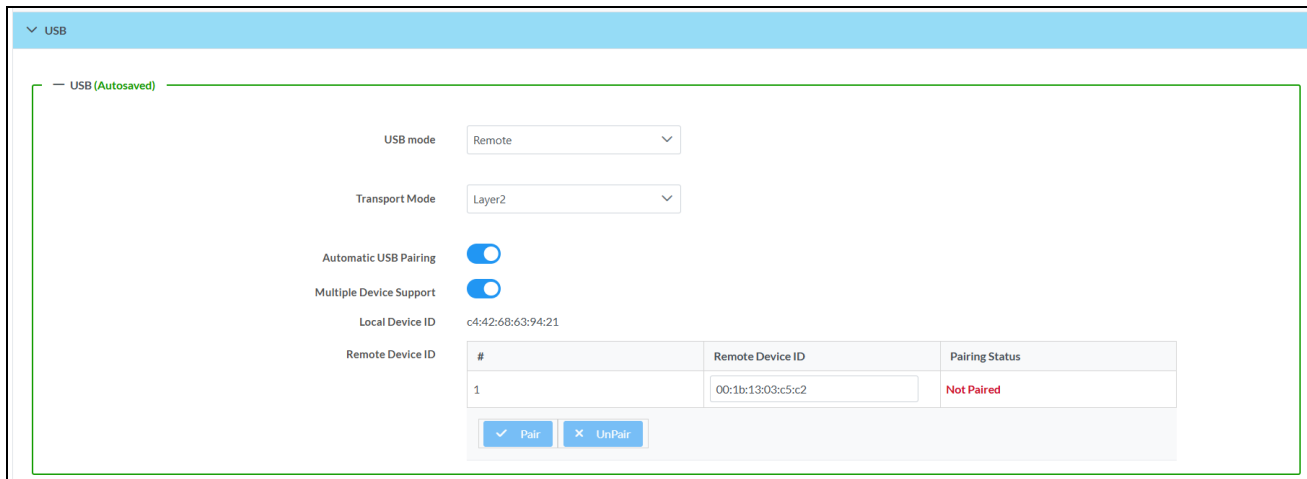 USB
USB (Autosaved)
USB mode Remote
Transport Mode Layer2
Automatic USB Pairing
Multiple Device Support
Local Device ID c4:42:68:63:94:21
Remote Device ID # Remote Device ID Pairing Status
1 00:1b:13:03:c5:c2 Not Paired
Pair UnPair